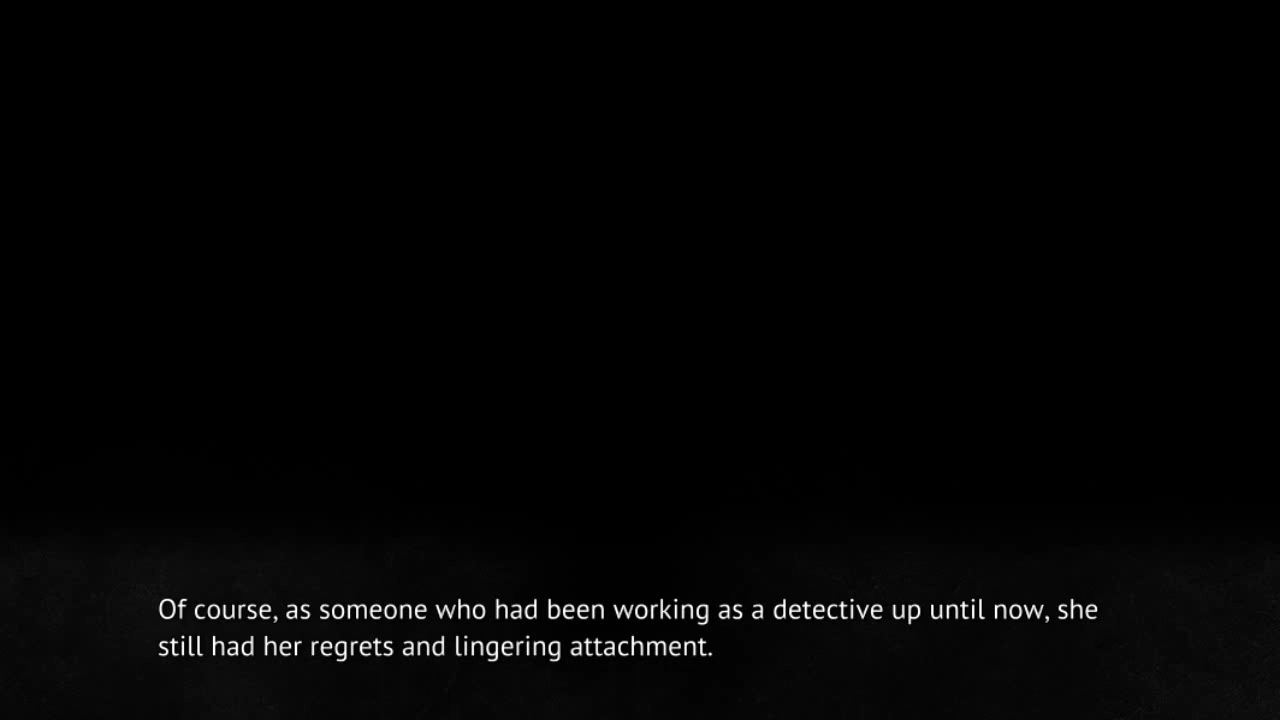 Of course, as someone who had been working as a detective up until now, she
still had her regrets and lingering attachment.